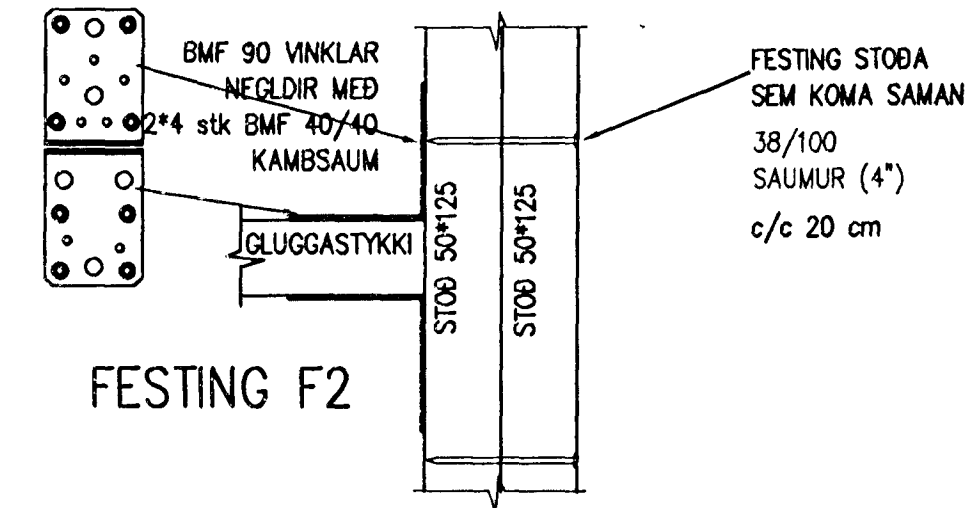 BMF 90 VINKLAR
NEGLDIR MEÐ
2*4 stk BMF 40/40
KAMBSAUM
FESTING STOÐA
SEM KOMA SAMAN
38/100
SAUMUR (4")
c/c 20 cm
GLUGGASTYKKI
STOÐ 50*125
STOÐ 50*125
FESTING F2